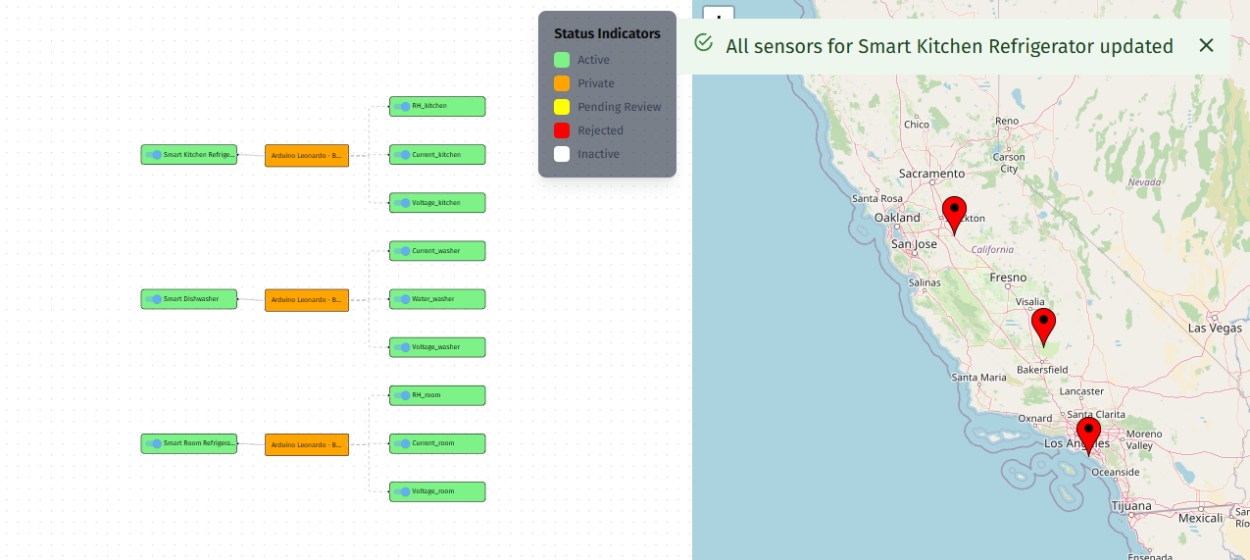 Status Indicators
Active
Private
Pending Review
Rejected
Inactive
RH_kitchen
Smart Kitchen Refrige...
Arduino Leonardo - B...
Current_kitchen
Voltage_kitchen
Current_washer
Smart Dishwasher
Arduino Leonardo - B...
Water_washer
Voltage_washer
RH_room
Smart Room Refrigera...
Arduino Leonardo - B...
Current_room
Voltage_room
All sensors for Smart Kitchen Refrigerator updated
Chico
Reno
Carson
City
Sacramento
Nevada
Santa Rosa
Oakland
San Jose
California
Fresno
Salinas
Visalia
Las Vegas
Bakersfield
Santa Maria
Lancaster
Oxnard
Santa Clarita
Los Angeles
Moreno
Valley
Oceanside
Tijuana
Mexicali
Ensenada